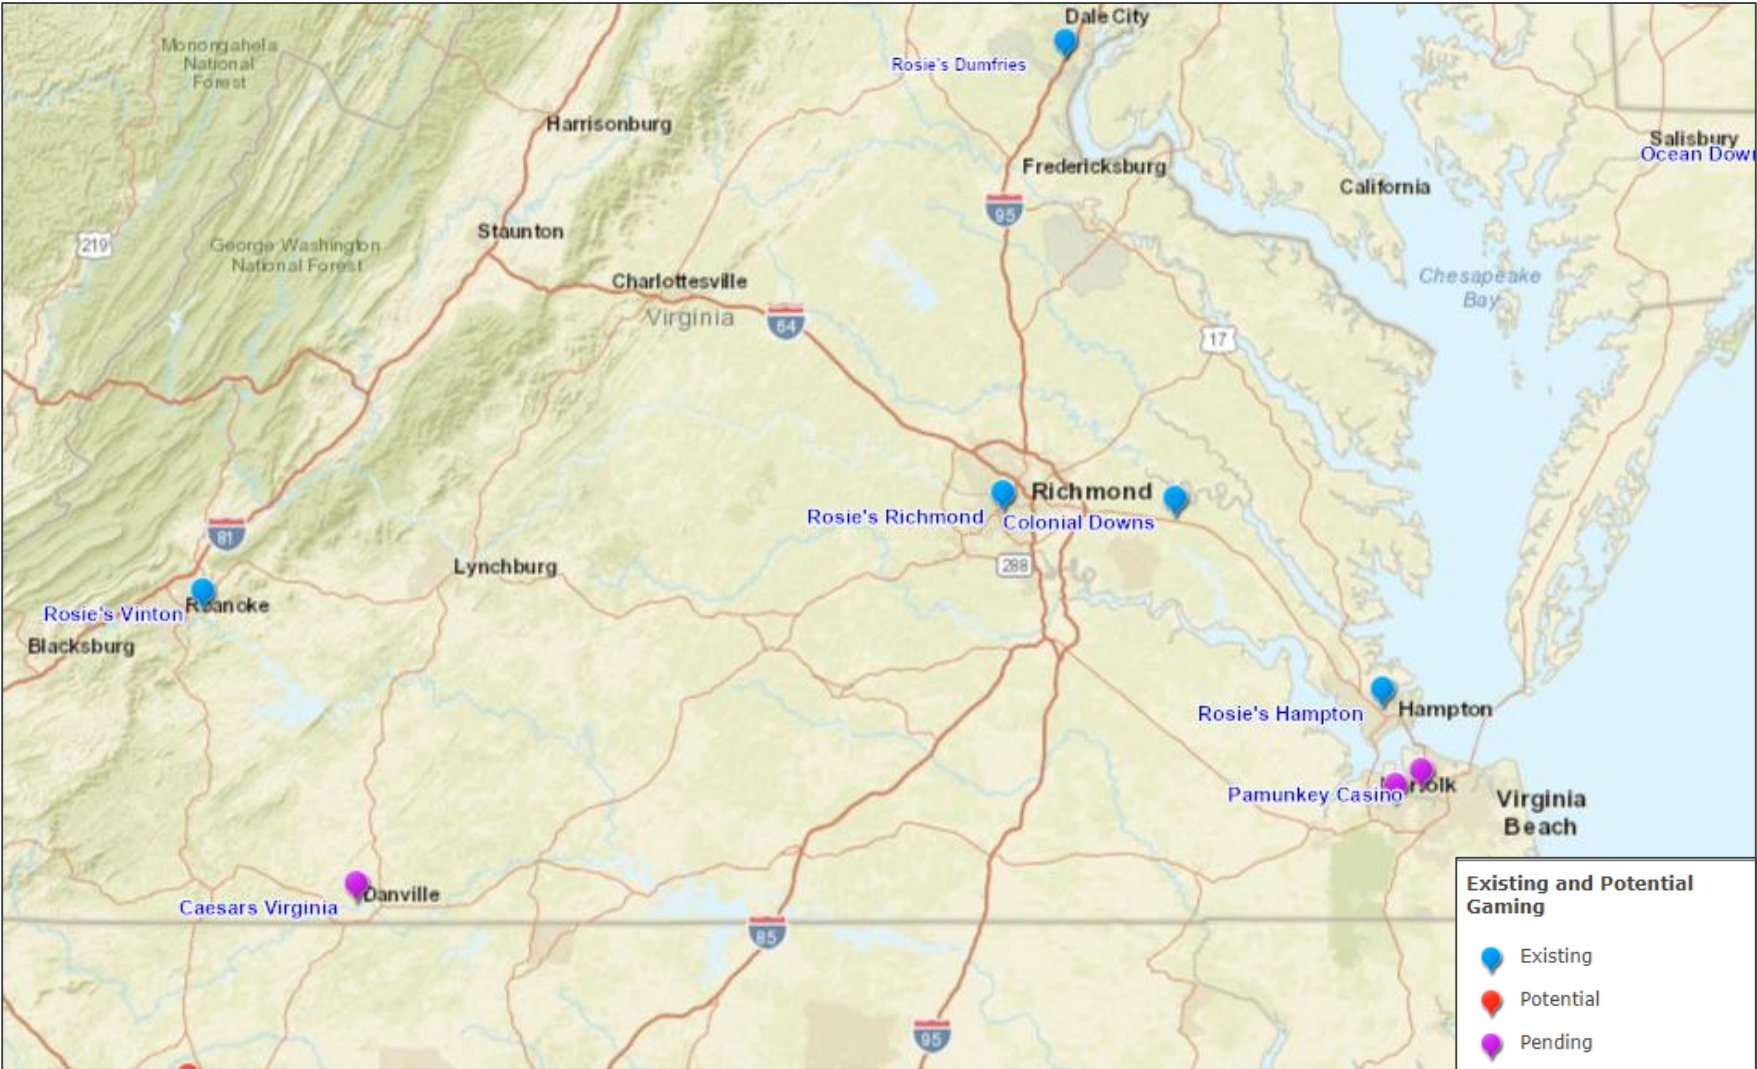 Dale City
Monongahela
National
Forest
Rosie's Dumfries
Harrisonburg
Salisbury
Ocean Dow
Fredericksburg
California
95
Staunton
219
George Washington
National Forest
Chesapeake
Bay
Charlottesville
Virginia
64
17
Richmond
Rosie's Richmond
Colonial Downs
81
Lynchburg
288
Roanoke
Rosie's Vinton
Blacksburg
Hampton
Rosie's Hampton
Norfolk
Pamunkey Casino
Virginia
Beach
Danville
Caesars Virginia
85
95
Existing and Potential
Gaming
Existing
Potential
Pending